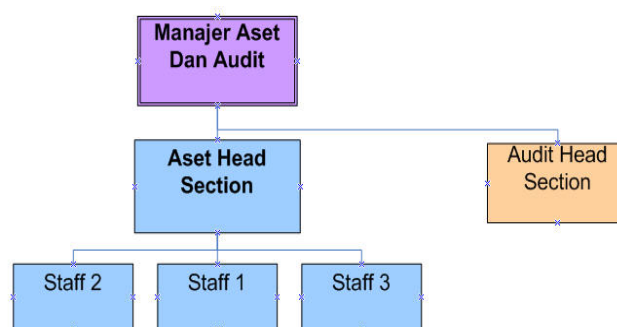 Manajer Aset
Dan Audit
Aset Head
Section
Audit Head
Section
Staff 2
Staff 1
Staff 3